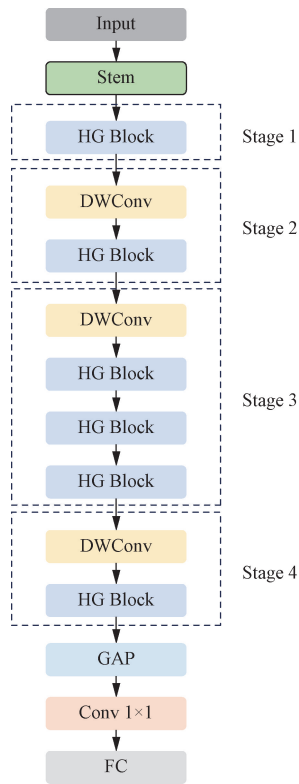 Input
Stem
HG Block
Stage 1
DWConv
HG Block
Stage 2
DWConv
HG Block
HG Block
HG Block
Stage 3
DWConv
HG Block
Stage 4
GAP
Conv 1×1
FC